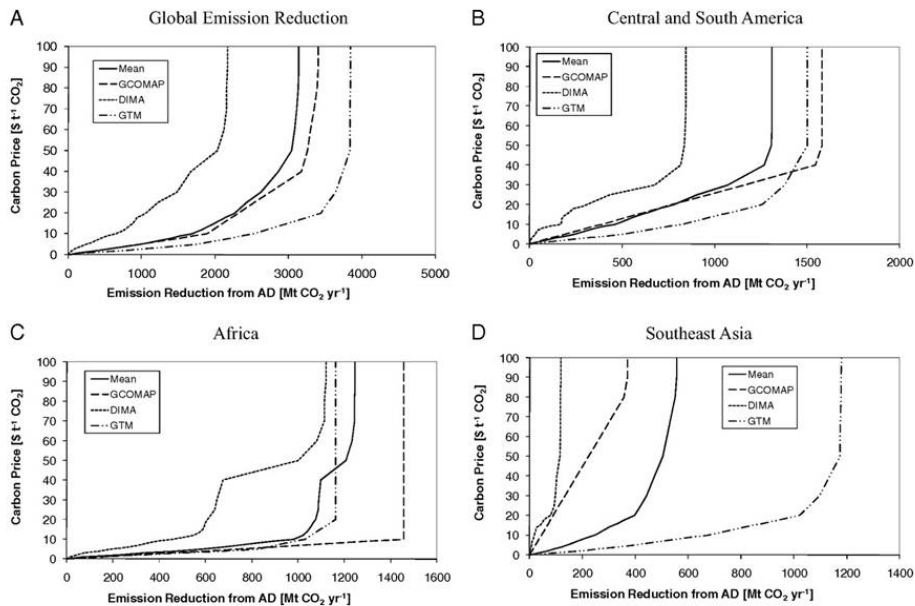 A
Global Emission Reduction
Carbon Price [$ t-1 CO2]
100
90
80
70
60
50
40
30
20
10
0
Mean
GCOMAP
DIMA
GTM
0 1000 2000 3000 4000 5000
Emission Reduction from AD [Mt CO2 yr-1]
B
Central and South America
Carbon Price [$ t-1 CO2]
100
90
80
70
60
50
40
30
20
10
0
Mean
GCOMAP
DIMA
GTM
0 500 1000 1500 2000
Emission Reduction from AD [Mt CO2 yr-1]
C
Africa
Carbon Price [$ t-1 CO2]
100
90
80
70
60
50
40
30
20
10
0
Mean
GCOMAP
DIMA
GTM
0 200 400 600 800 1000 1200 1400 1600
Emission Reduction from AD [Mt CO2 yr-1]
D
Southeast Asia
Carbon Price [$ t-1 CO2]
100
90
80
70
60
50
40
30
20
10
0
Mean
GCOMAP
DIMA
GTM
0 200 400 600 800 1000 1200 1400
Emission Reduction from AD [Mt CO2 yr-1]